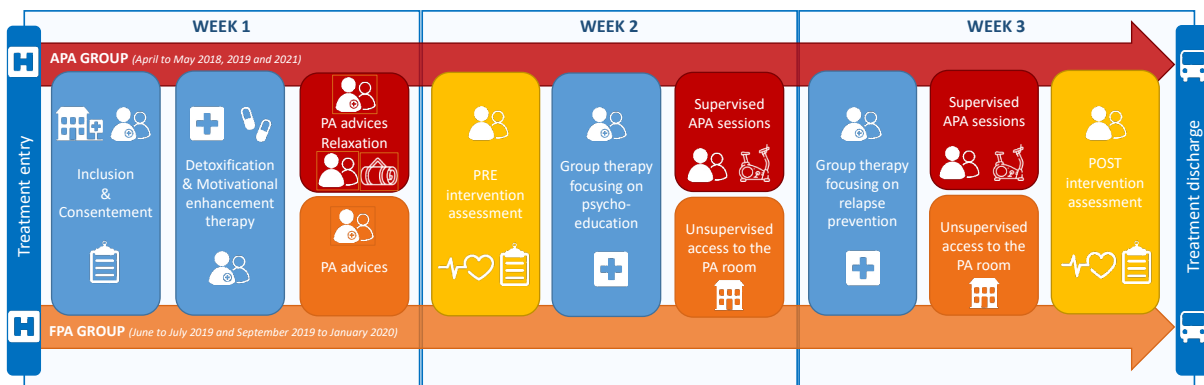 WEEK 1
WEEK 2
WEEK 3
H
APA GROUP (April to May 2018, 2019 and 2021)
Treatment entry
Inclusion
&
Consentement
Detoxification
& Motivational
enhancement
therapy
PA advices
Relaxation
PA advices
PRE
intervention
assessment
Group therapy
focusing on
psycho-
education
Supervised
APA sessions
Unsupervised
access to the
PA room
Group therapy
focusing on
relapse
prevention
Supervised
APA sessions
Unsupervised
access to the
PA room
POST
intervention
assessment
Treatment discharge
H
FPA GROUP (June to July 2019 and September 2019 to January 2020)